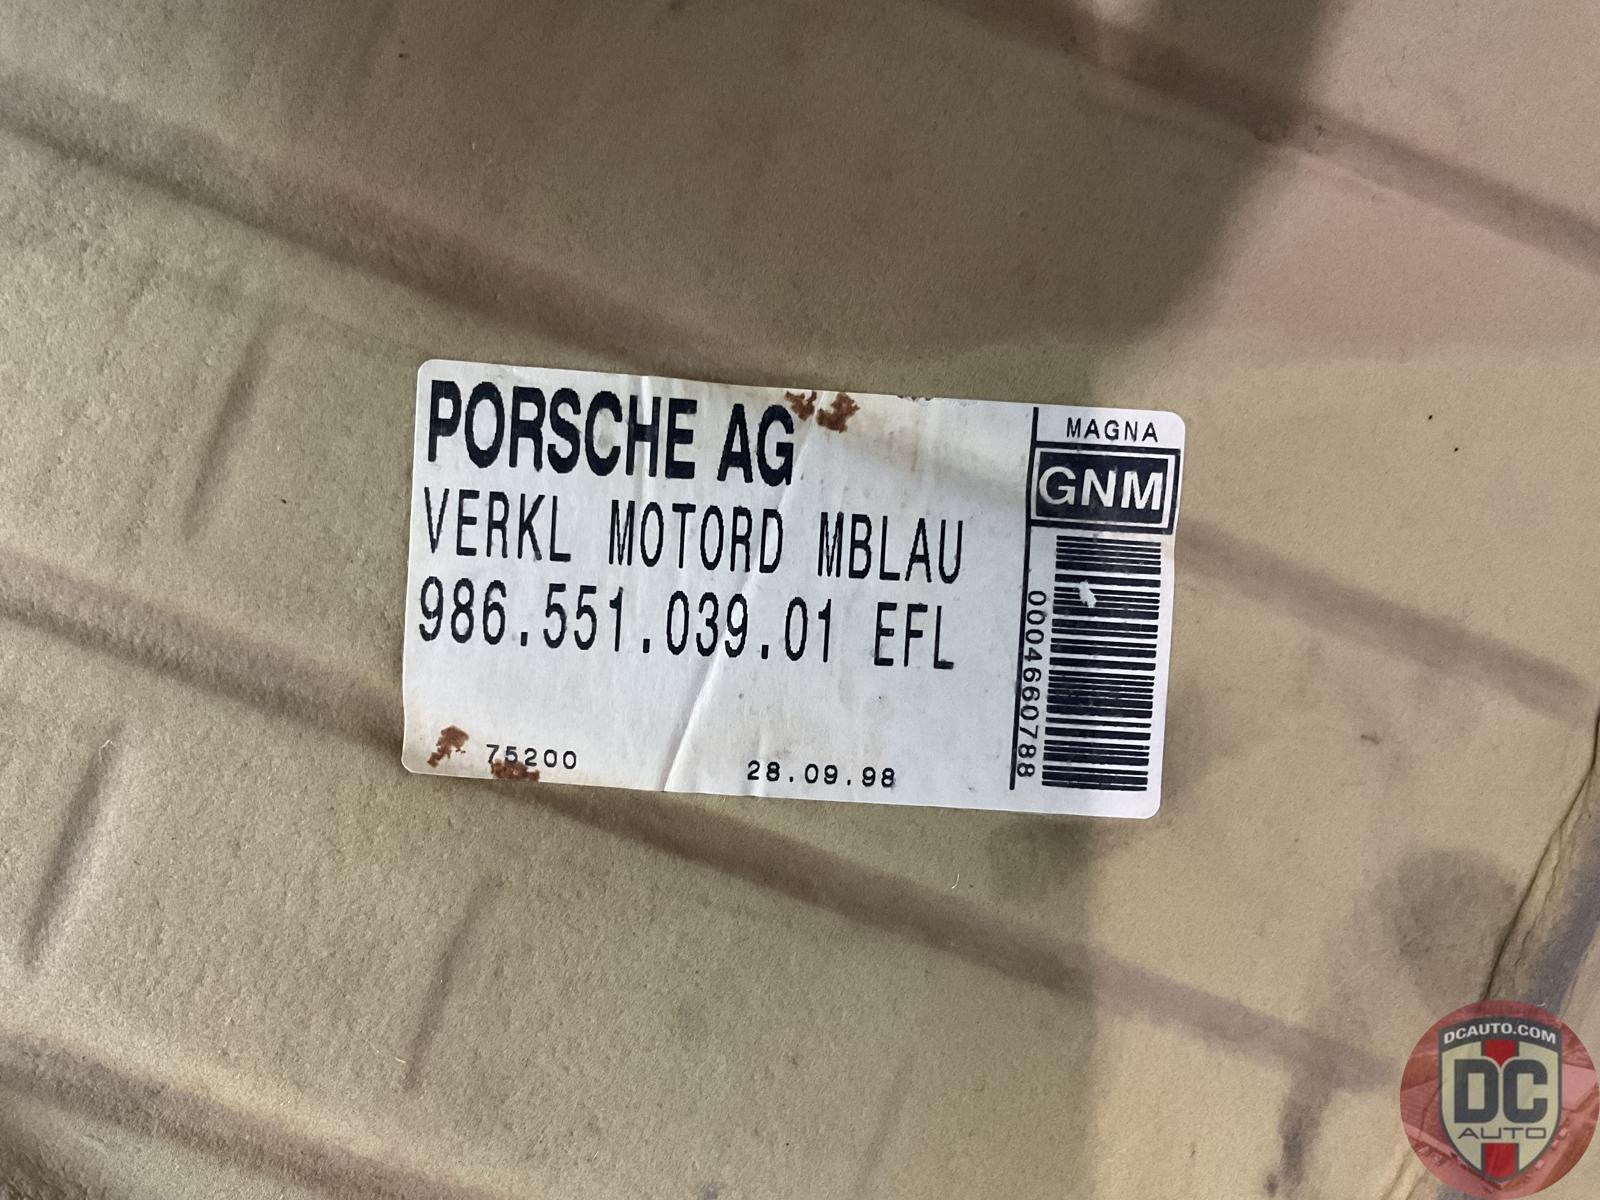 PORSCHE AG
VERKL MOTORD MBLAU
986.551.039.01 EFL
75200
28.09.98
MAGNA
GNM
0004660788
DCAUTO.COM
DC
AUTO